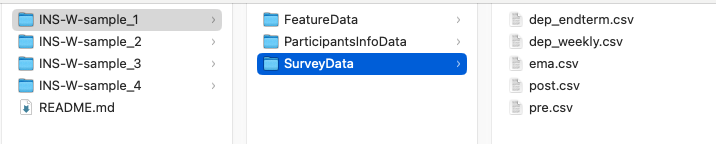 INS-W-sample_1
INS-W-sample_2
INS-W-sample_3
INS-W-sample_4
README.md
FeatureData
ParticipantsInfoData
SurveyData
dep_endterm.csv
dep_weekly.csv
ema.csv
post.csv
pre.csv